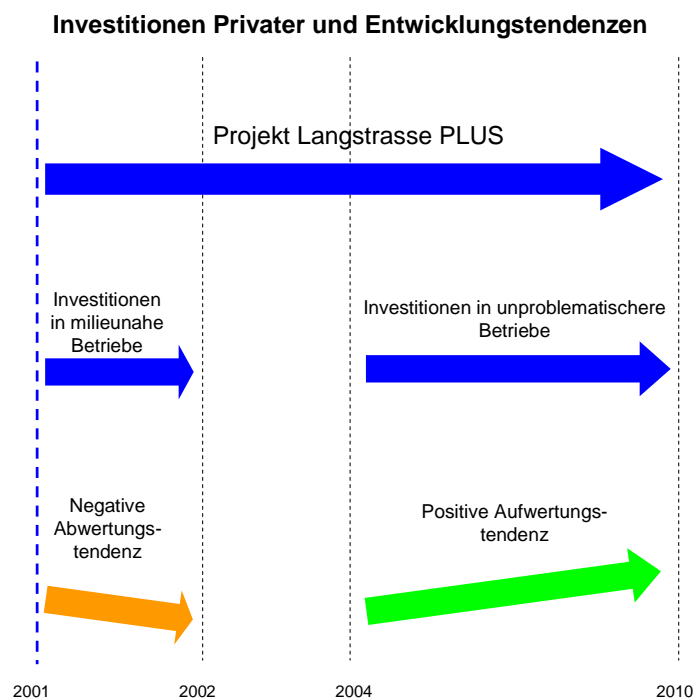 Investitionen Privater und Entwicklungstendenzen
Projekt Langstrasse PLUS
Investitionen
in milieunahe
Betriebe
Investitionen in unproblematischere
Betriebe
Negative
Abwertungs-
tendenz
Positive Aufwertungs-
tendenz
2001
2002
2004
2010